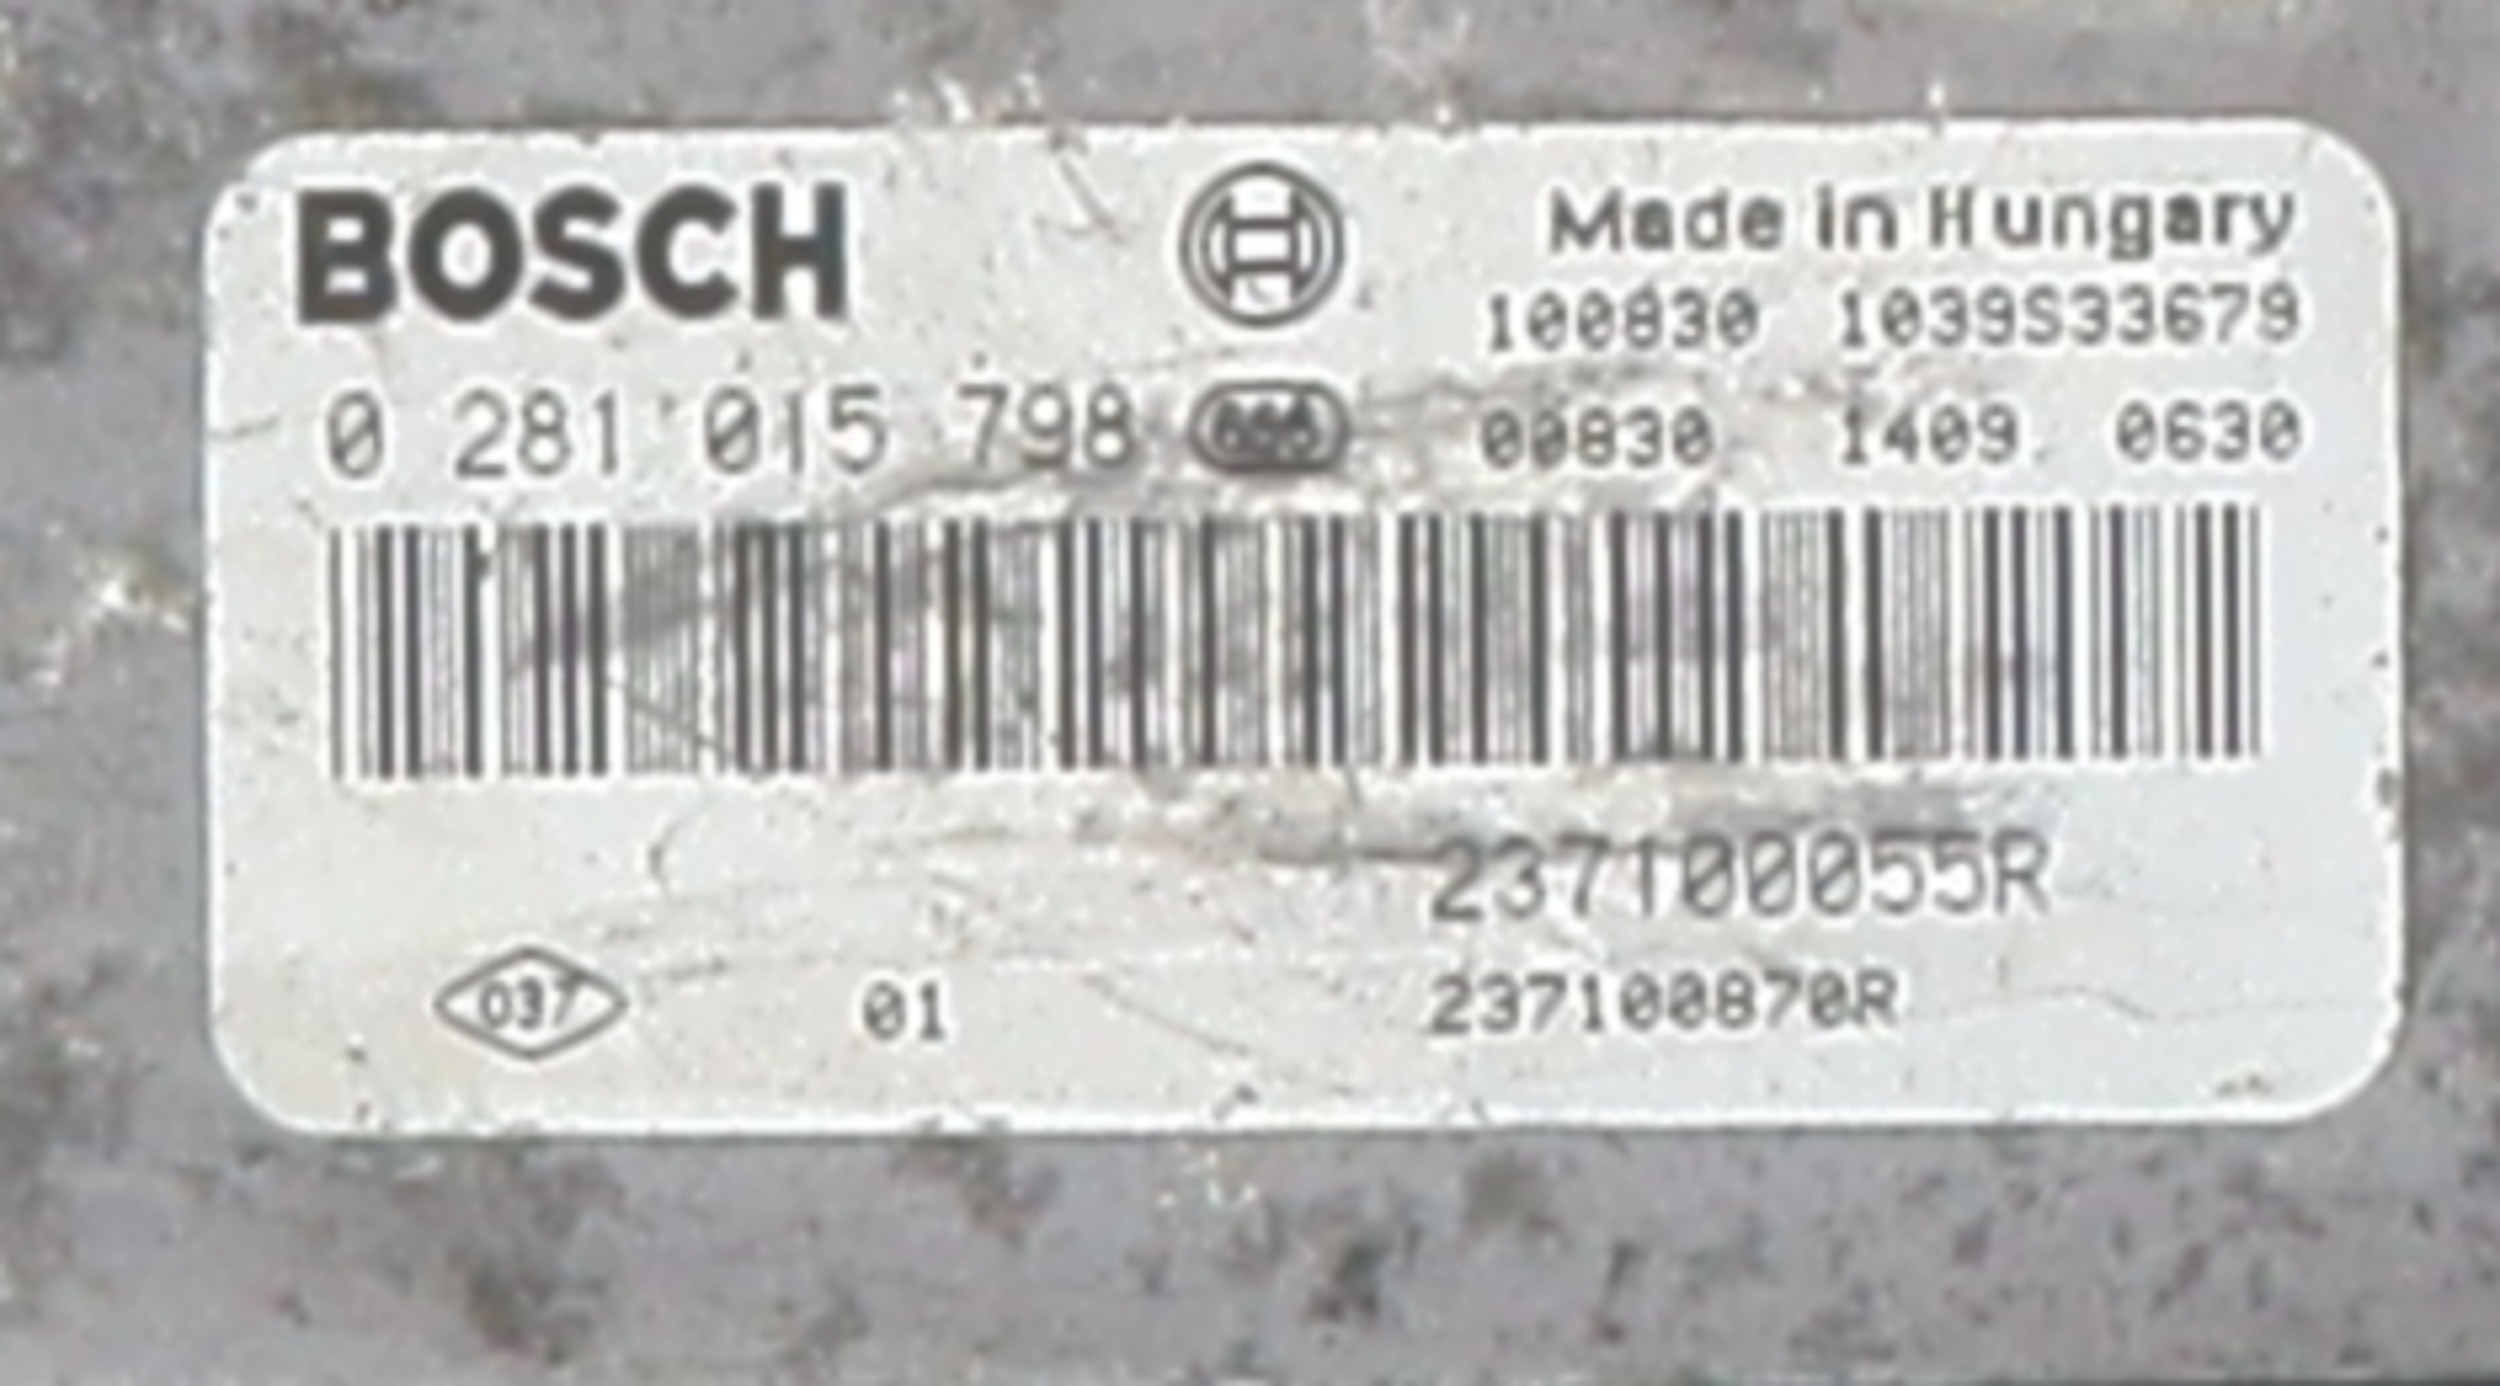 BOSCH
Made in Hungary
100830 1039S33679
0 281 015 798
00830 1409 0630
237100055R
037 01 237100870R